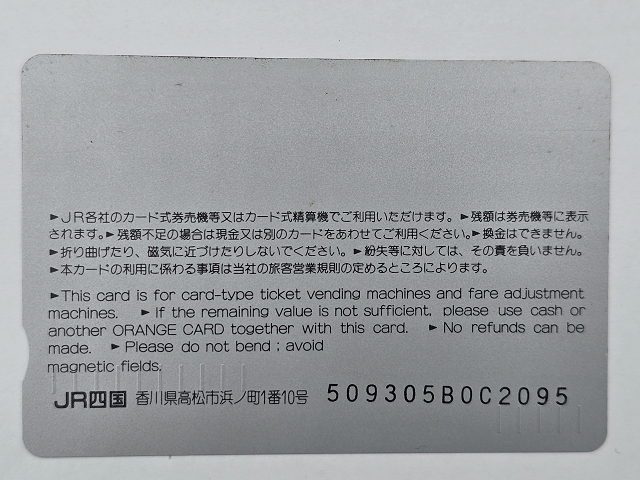 ►JR各社のカード式券売機等又はカード式精算機でご利用いただけます。►残額は券売機等に表示
されます。►残額不足の場合は現金又は別のカードをあわせてご利用ください。►換金はできません。
►折り曲げたり、磁気に近づけたりしないでください。►紛失等に対しては、その責を負いません。
►本カードの利用に係わる事項は当社の旅客営業規則の定めるところによります。
►This card is for card-type ticket vending machines and fare adjustment
machines. ►If the remaining value is not sufficient, please use cash or
another ORANGE CARD together with this card. ►No refunds can be
made. ►Please do not bend ; avoid
magnetic fields.
JR四国 香川県高松市浜ノ町1番10号 509305B0C2095